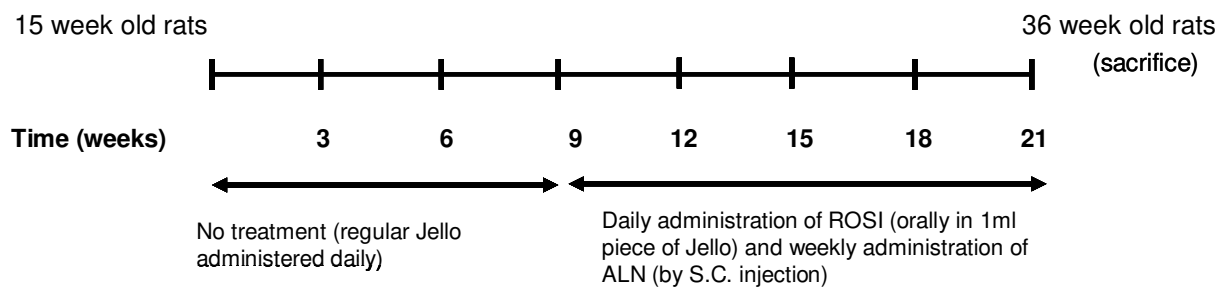 15 week old rats
36 week old rats
(sacrifice)
Time (weeks) 3 6 9 12 15 18 21
No treatment (regular Jello
administered daily)
Daily administration of ROSI (orally in 1ml
piece of Jello) and weekly administration of
ALN (by S.C. injection)